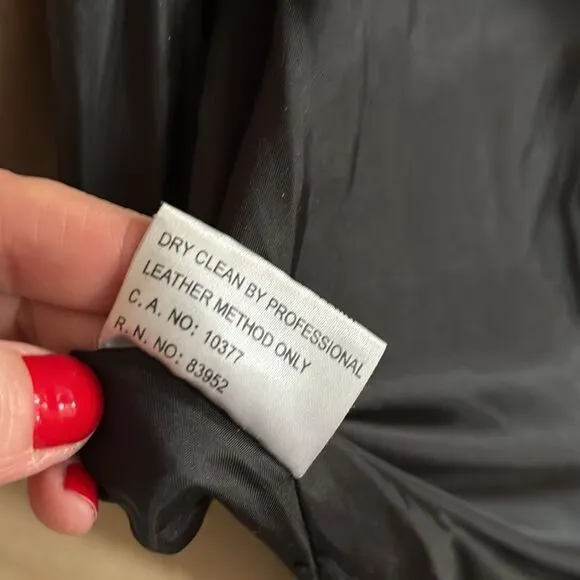 DRY CLEAN BY PROFESSIONAL
LEATHER METHOD ONLY
C. A. NO: 10377
R. N. NO: 83952